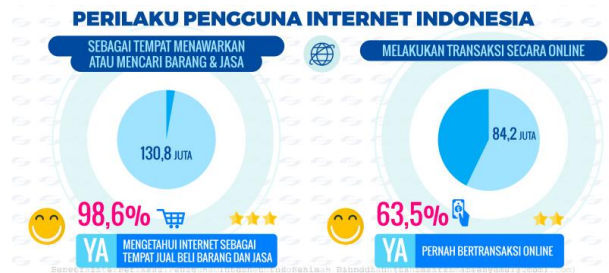 PERILAKU PENGGUNA INTERNET INDONESIA
SEBAGAI TEMPAT MENAWARKAN
ATAU MENCARI BARANG & JASA
130,8 JUTA
98,6%
YA
MENGETAHUI INTERNET SEBAGAI
TEMPAT JUAL BELI BARANG DAN JASA
MELAKUKAN TRANSAKSI SECARA ONLINE
84,2 JUTA
63,5%
YA
PERNAH BERTRANSAKSI ONLINE